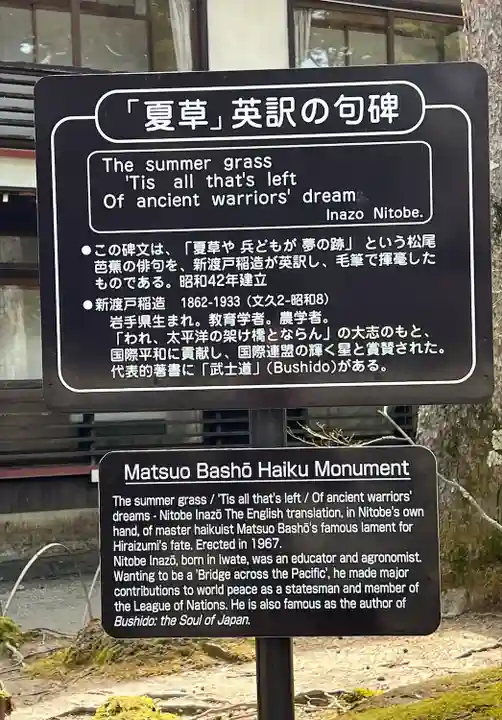 「夏草」英訳の句碑
The summer grass
'Tis all that's left
Of ancient warriors' dream
Inazo Nitobe.
●この碑文は、「夏草や 兵どもが 夢の跡」という松尾
芭蕉の俳句を、新渡戸稲造が英訳し、毛筆で揮毫した
ものである。昭和42年建立
●新渡戸稲造 1862-1933（文久2-昭和8）
岩手県生まれ。教育学者。農学者。
「われ、太平洋の架け橋とならん」の大志のもと、
国際平和に貢献し、国際連盟の輝く星と賞賛された。
代表的著書に「武士道」(Bushido)がある。
Matsuo Bashō Haiku Monument
The summer grass / 'Tis all that's left / Of ancient warriors'
dreams - Nitobe Inazō The English translation, in Nitobe's own
hand, of master haikuist Matsuo Bashō's famous lament for
Hiraizumi's fate. Erected in 1967.
Nitobe Inazō, born in iwate, was an educator and agronomist.
Wanting to be a 'Bridge across the Pacific', he made major
contributions to world peace as a statesman and member of
the League of Nations. He is also famous as the author of
Bushido: the Soul of Japan.